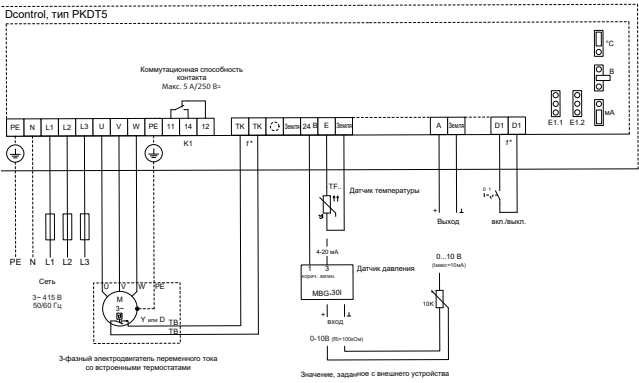 Dcontrol, тип PKDT5
°C
В
мА
Коммутационная способность
контакта
Макс. 5 А/250 В=
E1.1 E1.2
PE N L1 L2 L3 U V W PE 11 14 12 TK TK Земля 24 В E Земля A Земля D1 D1
K1
f* f*
TF..
Датчик температуры
0 1
+ ⊥
Выход
вкл./выкл.
4-20 мА
PE N L1 L2 L3
1 3
корич. зелен.
Датчик давления
MBG-30I
0...10 В
(Iмакс=10мА)
Сеть
3~ 415 В
50/60 Гц
U V W PE
M
3~
Y или D
TB
TB
+ ⊥
вход
10K
0-10В (Ri>100кОм)
3-фазный электродвигатель переменного тока
со встроенными термостатами
Значение, заданное с внешнего устройства